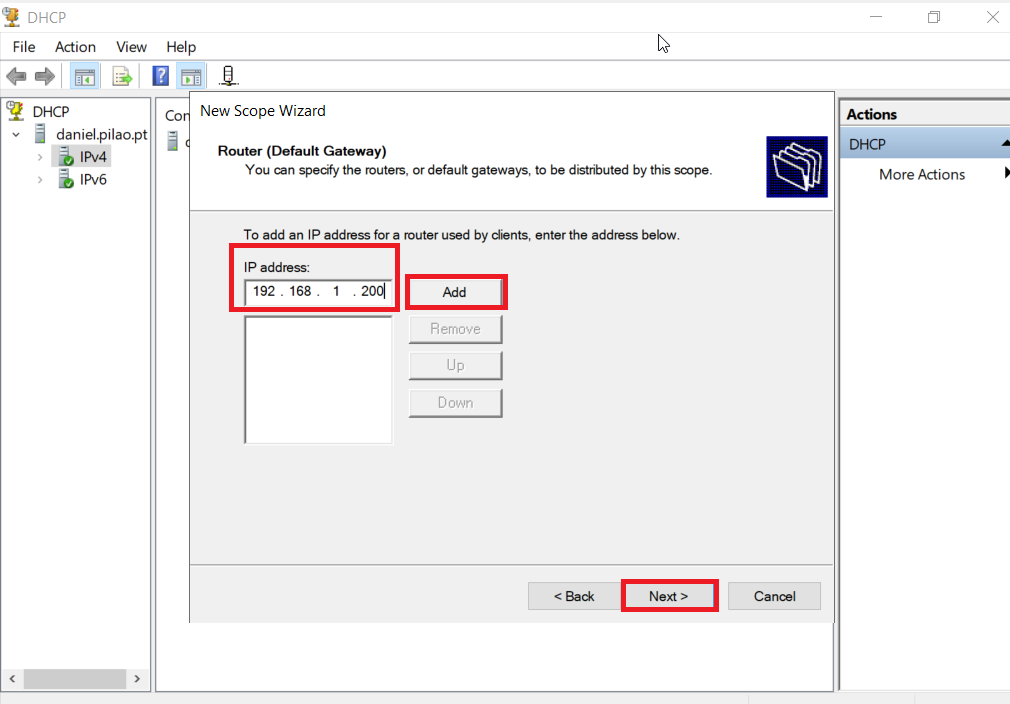 DHCP
File Action View Help
DHCP
daniel.pilao.pt
IPv4
IPv6
Con
New Scope Wizard
Router (Default Gateway)
You can specify the routers, or default gateways, to be distributed by this scope.
To add an IP address for a router used by clients, enter the address below.
IP address:
192 . 168 . 1 . 200
Add
Remove
Up
Down
< Back Next > Cancel
Actions
DHCP
More Actions